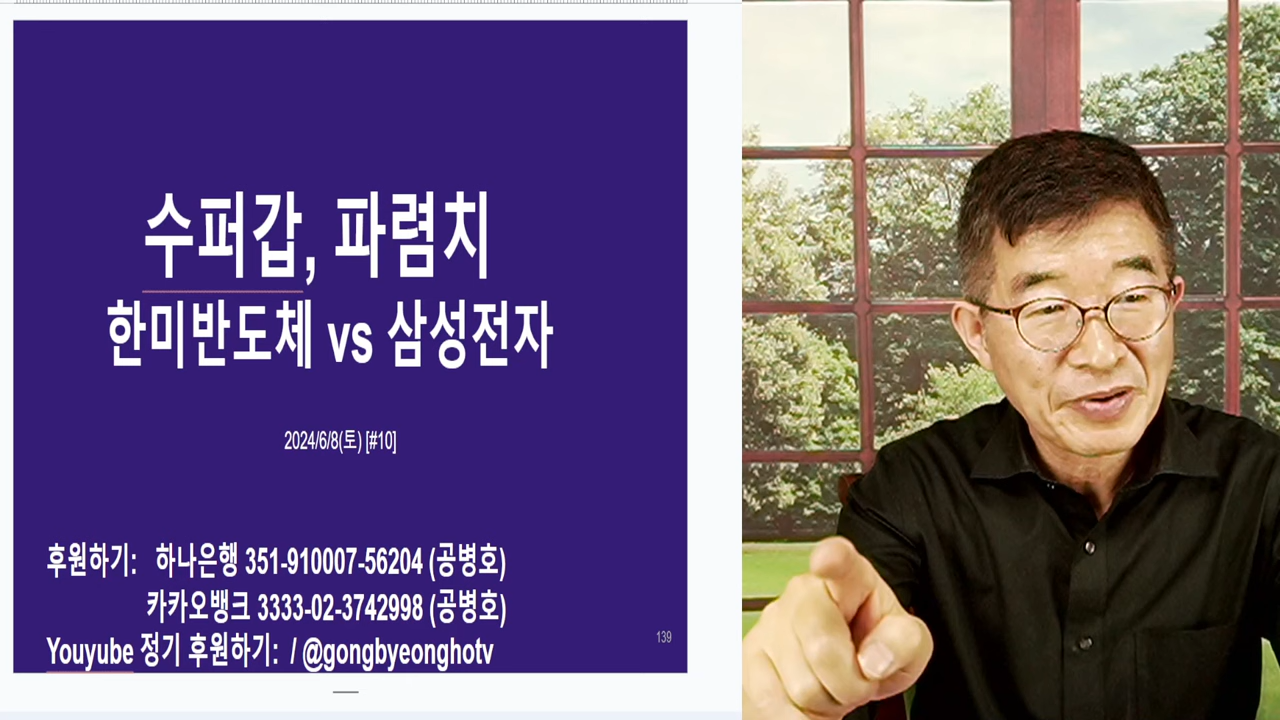 수퍼갑, 파렴치
한미반도체 vs 삼성전자
2024/6/8(토) [#10]
후원하기: 하나은행 351-910007-56204 (공병호)
카카오뱅크 3333-02-3742998 (공병호)
Youyube 정기 후원하기: / @gongbyeonghotv
139